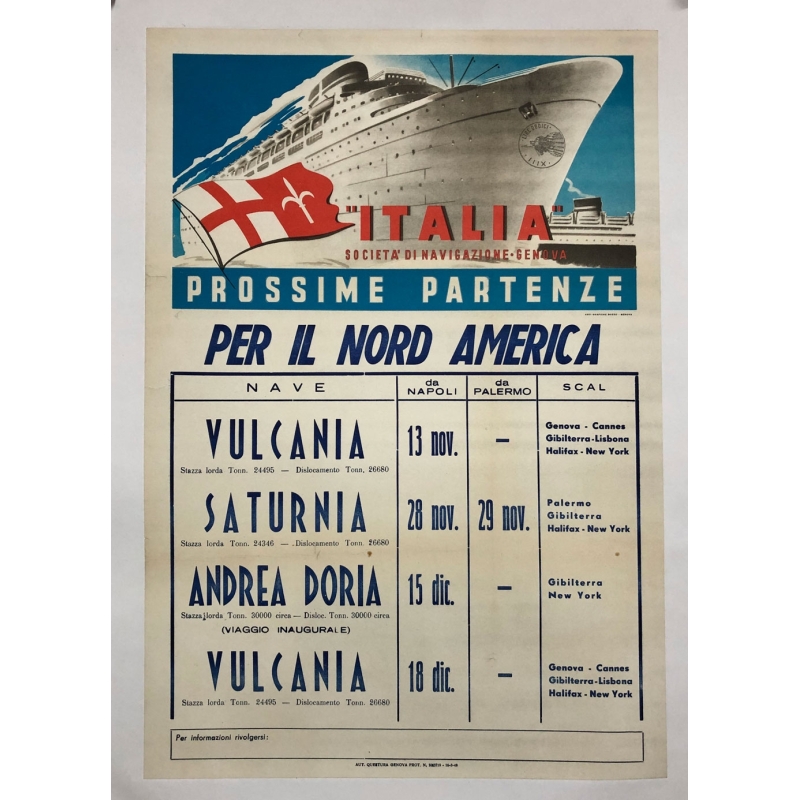 "ITALIA"
SOCIETA' DI NAVIGAZIONE·GENOVA
PROSSIME PARTENZE
PER IL NORD AMERICA
NAVE
da NAPOLI
da PALERMO
SCAL
VULCANIA
Stazza lorda Tonn. 24495 — Dislocamento Tonn. 26680
13 nov.
—
Genova - Cannes
Gibilterra-Lisbona
Halifax - New York
SATURNIA
Stazza lorda Tonn. 24346 — Dislocamento Tonn. 26680
28 nov.
29 nov.
Palermo
Gibilterra
Halifax - New York
ANDREA DORIA
Stazza lorda Tonn. 30000 circa — Disloc. Tonn. 30000 circa
(VIAGGIO INAUGURALE)
15 dic.
—
Gibilterra
New York
VULCANIA
Stazza lorda Tonn. 24495 — Dislocamento Tonn. 26680
18 dic.
—
Genova - Cannes
Gibilterra-Lisbona
Halifax - New York
Per informazioni rivolgersi:
AUT. QUESTURA GENOVA PROT. N.